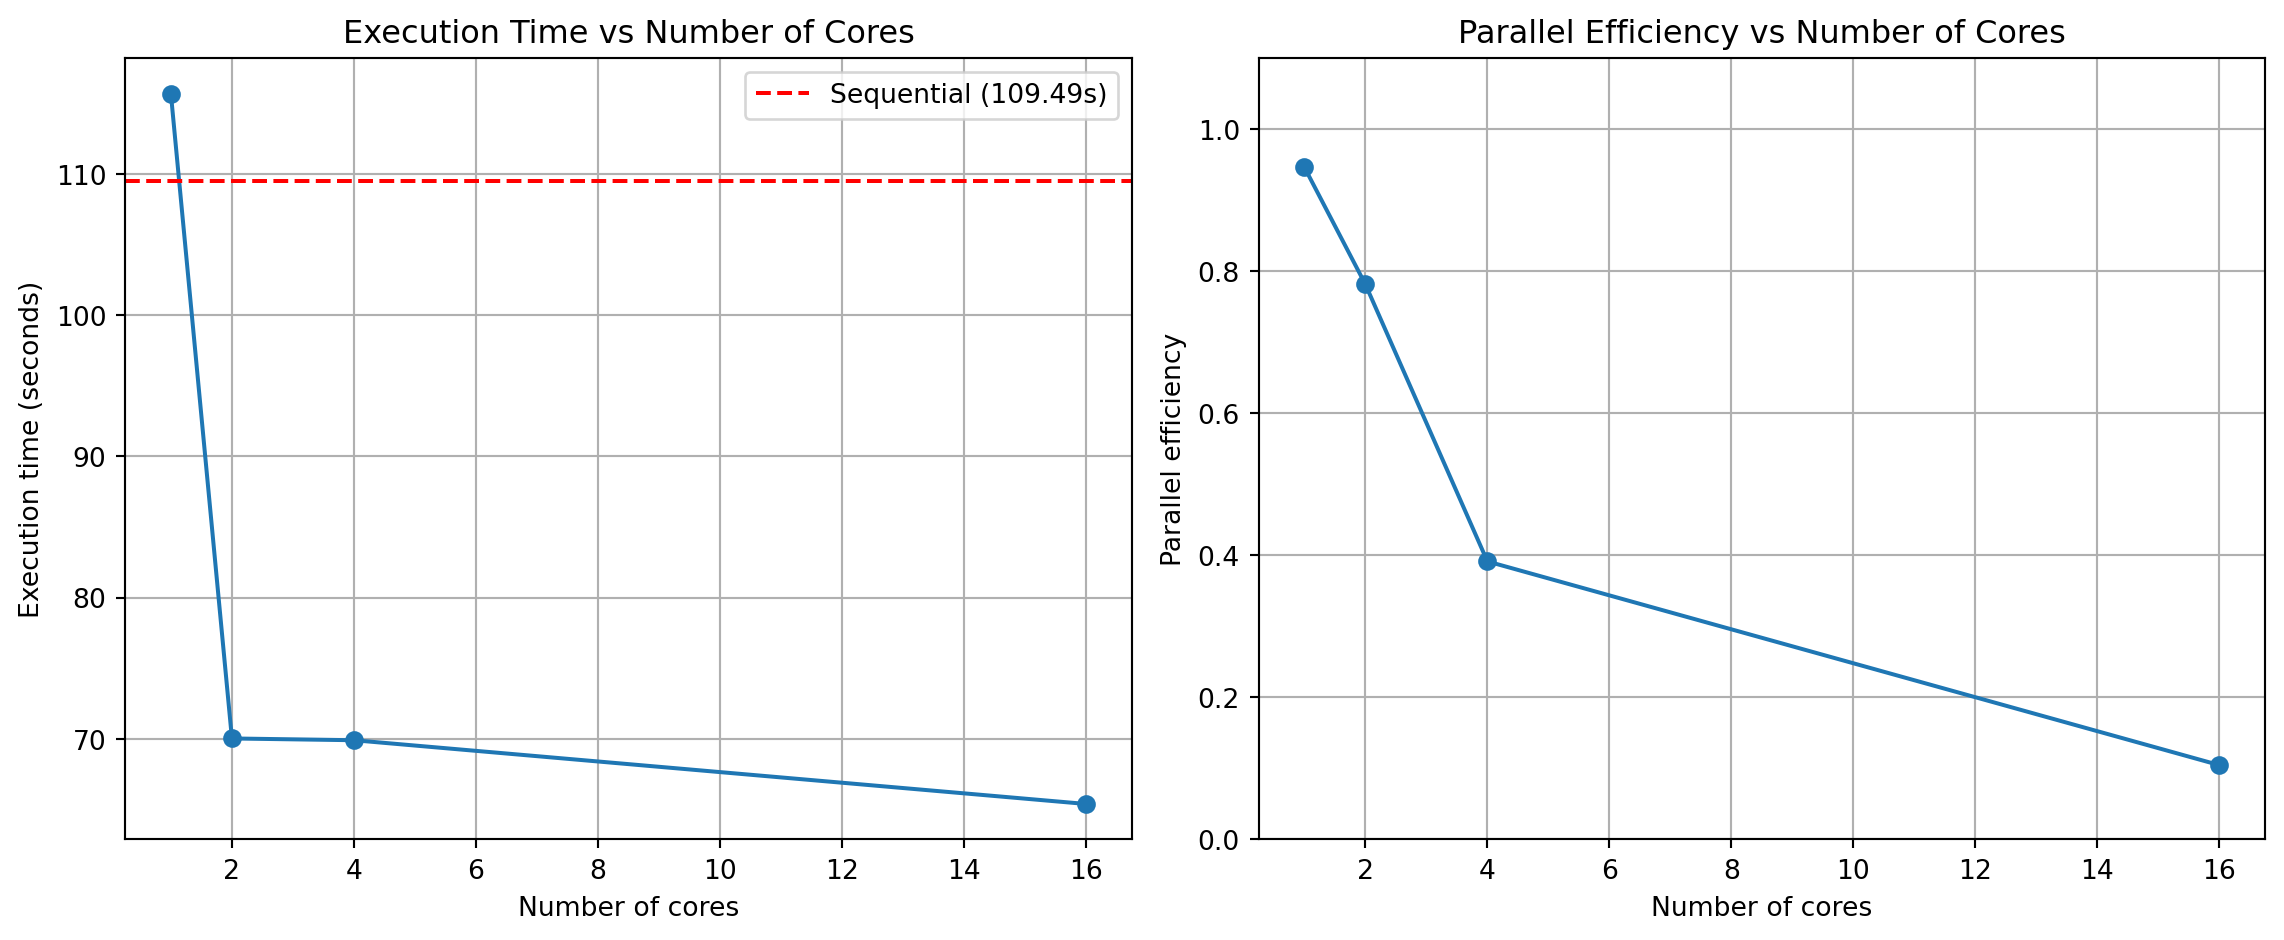 Execution Time vs Number of Cores
Sequential (109.49s)
110
100
90
80
70
Execution time (seconds)
2 4 6 8 10 12 14 16
Number of cores
Parallel Efficiency vs Number of Cores
1.0
0.8
0.6
0.4
0.2
0.0
Parallel efficiency
2 4 6 8 10 12 14 16
Number of cores